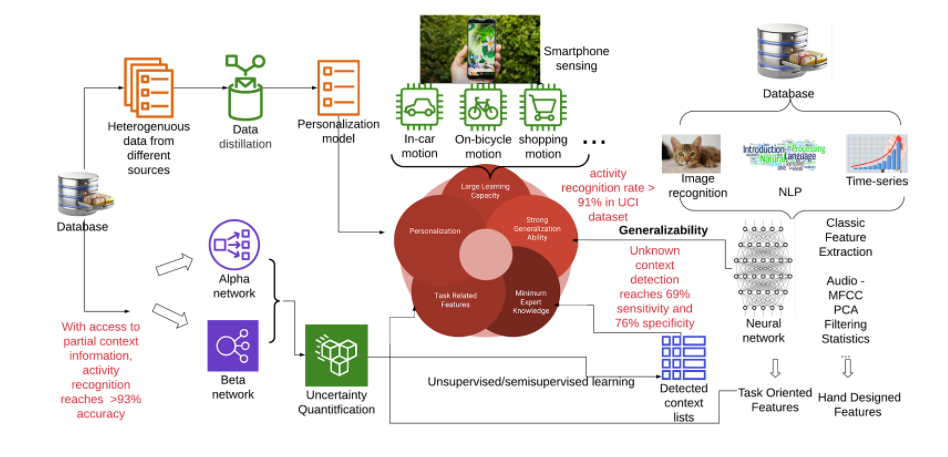 Smartphone
sensing
Database
Heterogenuous
data from
different
sources
Data
distillation
Personalization
model
In-car
motion
On-bicycle
motion
shopping
motion
...
Image
recognition
Introduction
Processing
Natural
Language
NLP
Time-series
Database
activity
recognition rate >
91% in UCI
dataset
Large Learning
Capacity
Personalization
Strong
Generalization
Ability
Task Related
Features
Minimum
Expert
Knowledge
Generalizability
Unknown
context
detection
reaches 69%
sensitivity and
76% specificity
Classic
Feature
Extraction
Audio -
MFCC
PCA
Filtering
Statistics
...
Alpha
network
Beta
network
With access to
partial context
information,
activity
recognition
reaches >93%
accuracy
Uncertainty
Quantitfication
Unsupervised/semisupervised learning
Detected
context
lists
Neural
network
Task Oriented
Features
Hand Designed
Features